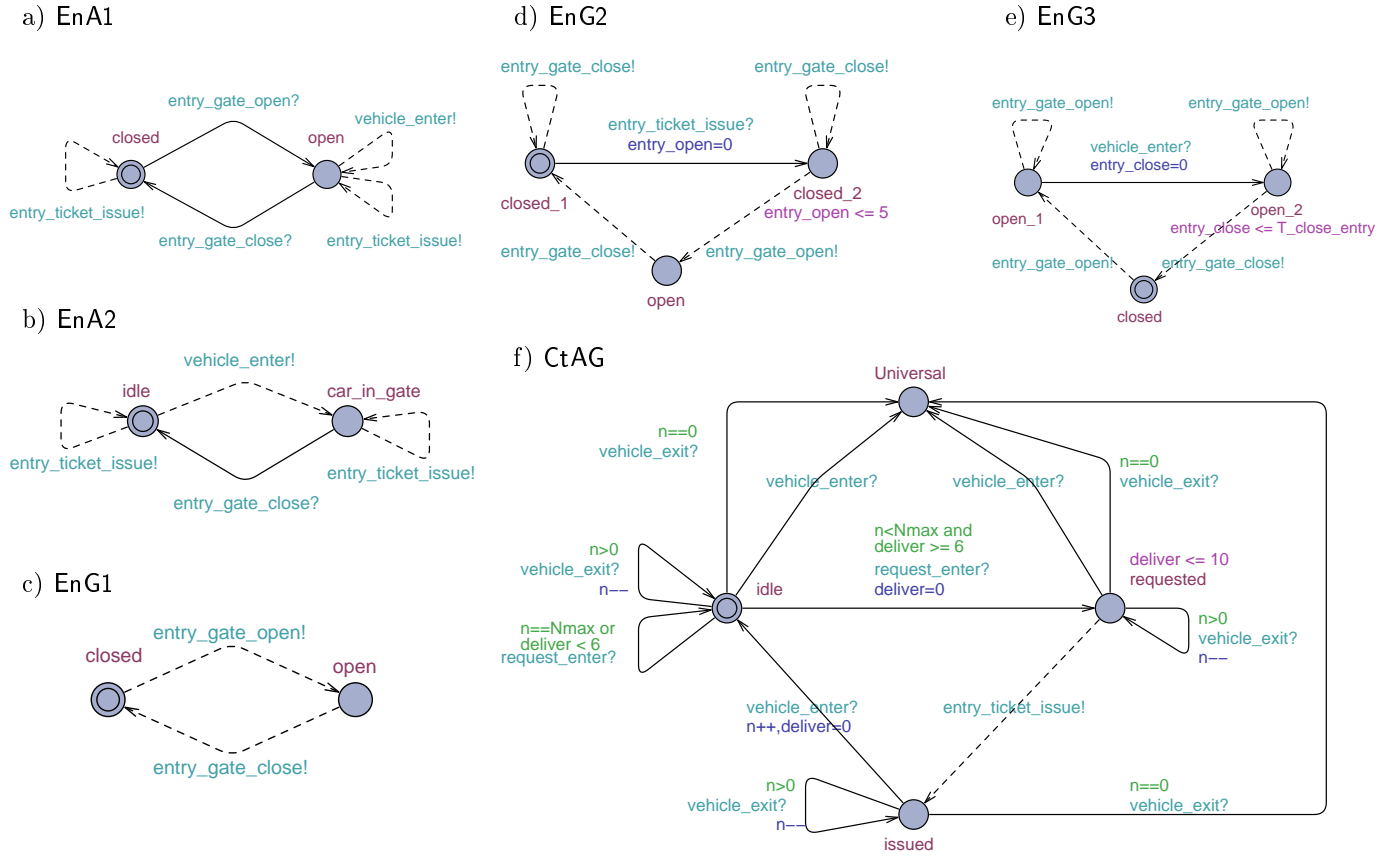 a) EnA1
entry_gate_open?
closed
open
vehicle_enter!
entry_ticket_issue!
entry_gate_close?
entry_ticket_issue!
b) EnA2
vehicle_enter!
idle
car_in_gate
entry_ticket_issue!
entry_ticket_issue!
entry_gate_close?
c) EnG1
entry_gate_open!
closed
open
entry_gate_close!
d) EnG2
entry_gate_close!
entry_gate_close!
entry_ticket_issue?
entry_open=0
closed_1
closed_2
entry_open <= 5
entry_gate_close!
entry_gate_open!
open
e) EnG3
entry_gate_open!
entry_gate_open!
vehicle_enter?
entry_close=0
open_1
open_2
entry_close <= T_close_entry
entry_gate_open!
entry_gate_close!
closed
f) CtAG
Universal
n==0
vehicle_exit?
vehicle_enter?
vehicle_enter?
n==0
vehicle_exit?
n>0
vehicle_exit?
n−−
idle
n<Nmax and
deliver >= 6
request_enter?
deliver=0
deliver <= 10
requested
n==Nmax or
deliver < 6
request_enter?
n>0
vehicle_exit?
n−−
vehicle_enter?
n++,deliver=0
entry_ticket_issue!
n>0
vehicle_exit?
n−−
issued
n==0
vehicle_exit?